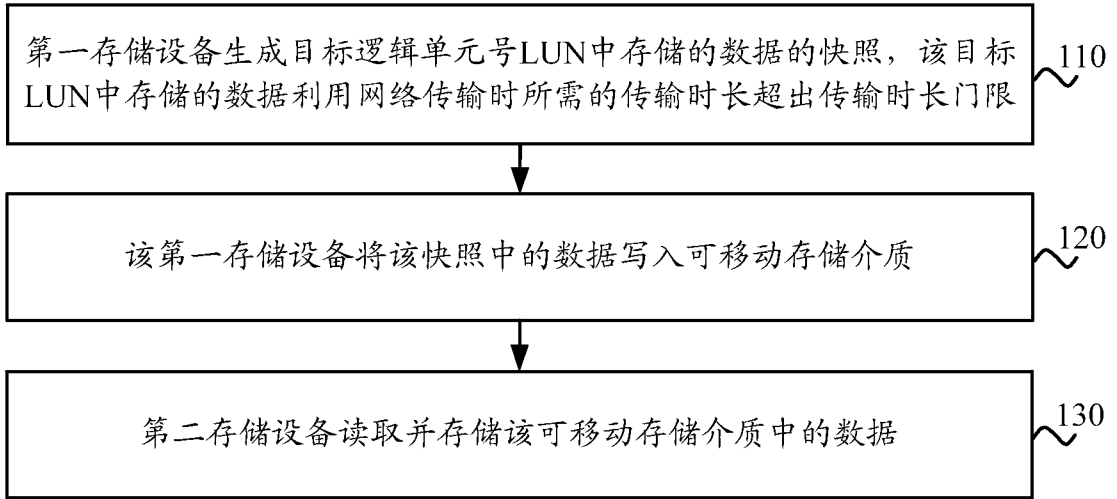 第一存储设备生成目标逻辑单元号LUN中存储的数据的快照，该目标
LUN中存储的数据利用网络传输时所需的传输时长超出传输时长门限
110
该第一存储设备将该快照中的数据写入可移动存储介质
120
第二存储设备读取并存储该可移动存储介质中的数据
130